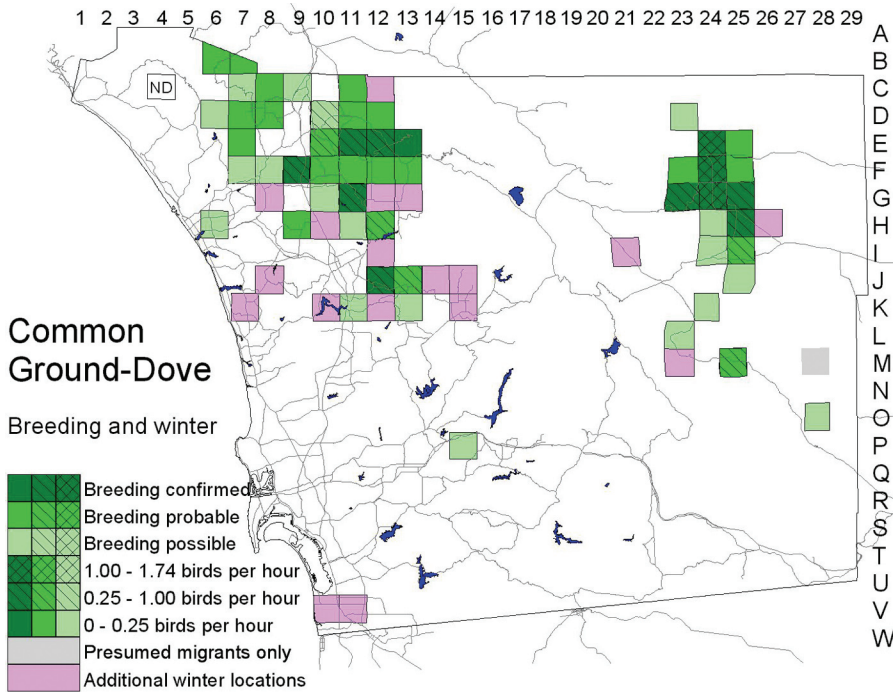 1 2 3 4 5 6 7 8 9 10 11 12 13 14 15 16 17 18 19 20 21 22 23 24 25 26 27 28 29
A
B
C
ND
D
E
F
G
H
I
J
K
L
M
N
O
P
Q
R
S
T
U
V
W
Common
Ground-Dove
Breeding and winter
Breeding confirmed
Breeding probable
Breeding possible
1.00 - 1.74 birds per hour
0.25 - 1.00 birds per hour
0 - 0.25 birds per hour
Presumed migrants only
Additional winter locations